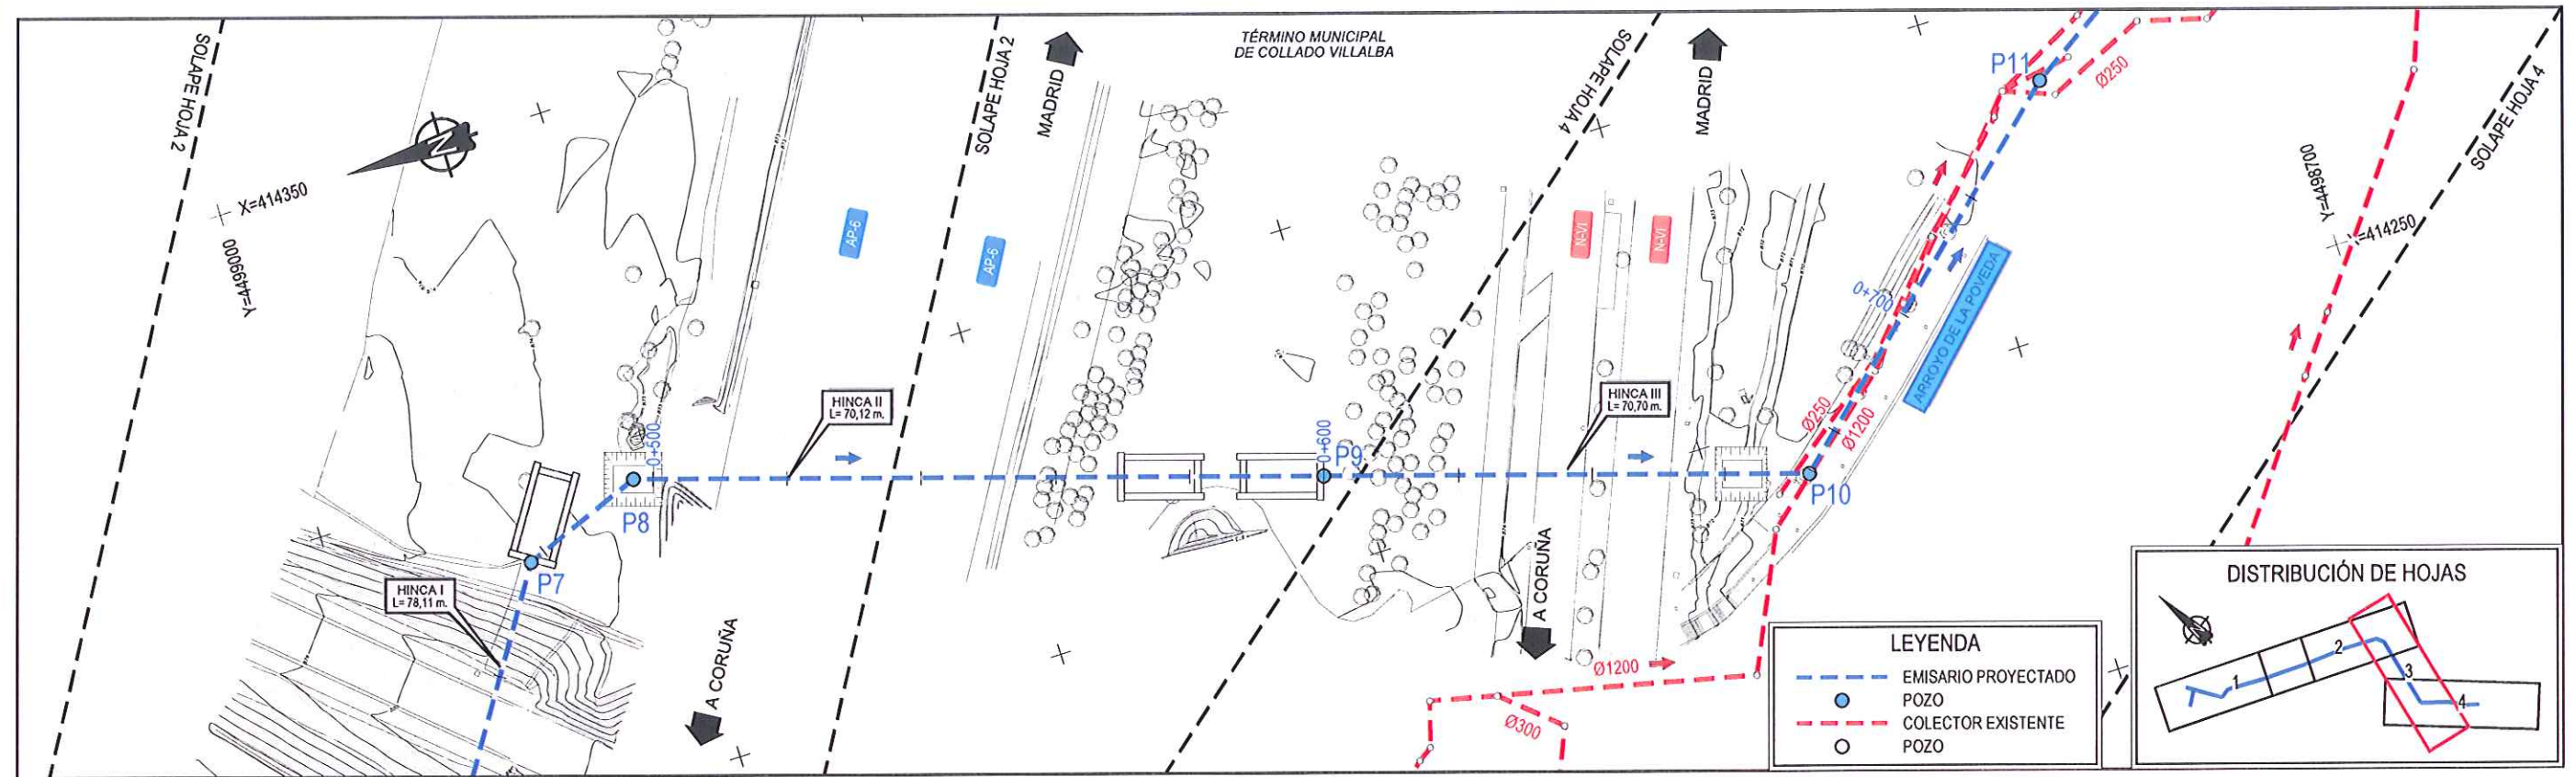 SOLAPE HOJA 2
X=414350
Y=4499000
N
AP-6
SOLAPE HOJA 2
MADRID
AP-6
TÉRMINO MUNICIPAL
DE COLLADO VILLALBA
SOLAPE HOJA 4
MADRID
N-VI
N-VI
P11
Ø250
Y=4498700
X=414250
SOLAPE HOJA 4
0+700
ARROYO DE LA POVEDA
HINCA II
L= 70,12 m.
HINCA III
L= 70,70 m.
Ø250
Ø1200
0+500
P8
0+600
P9
P10
P7
HINCA I
L= 78,11 m.
A CORUÑA
A CORUÑA
Ø1200
Ø300
LEYENDA
EMISARIO PROYECTADO
POZO
COLECTOR EXISTENTE
POZO
DISTRIBUCIÓN DE HOJAS
1
2
3
4